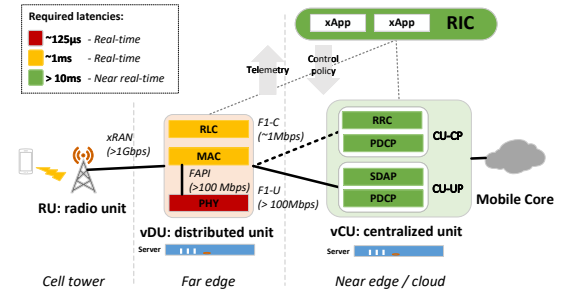 Required latencies:
~125µs - Real-time
~1ms - Real-time
> 10ms - Near real-time
xApp
xApp
RIC
Telemetry
Control
policy
xRAN
(>1Gbps)
RLC
MAC
FAPI
(>100 Mbps)
PHY
F1-C
(~1Mbps)
F1-U
(> 100Mbps)
RRC
PDCP
CU-CP
SDAP
PDCP
CU-UP
Mobile Core
RU: radio unit
vDU: distributed unit
Server
vCU: centralized unit
Server
Cell tower
Far edge
Near edge / cloud